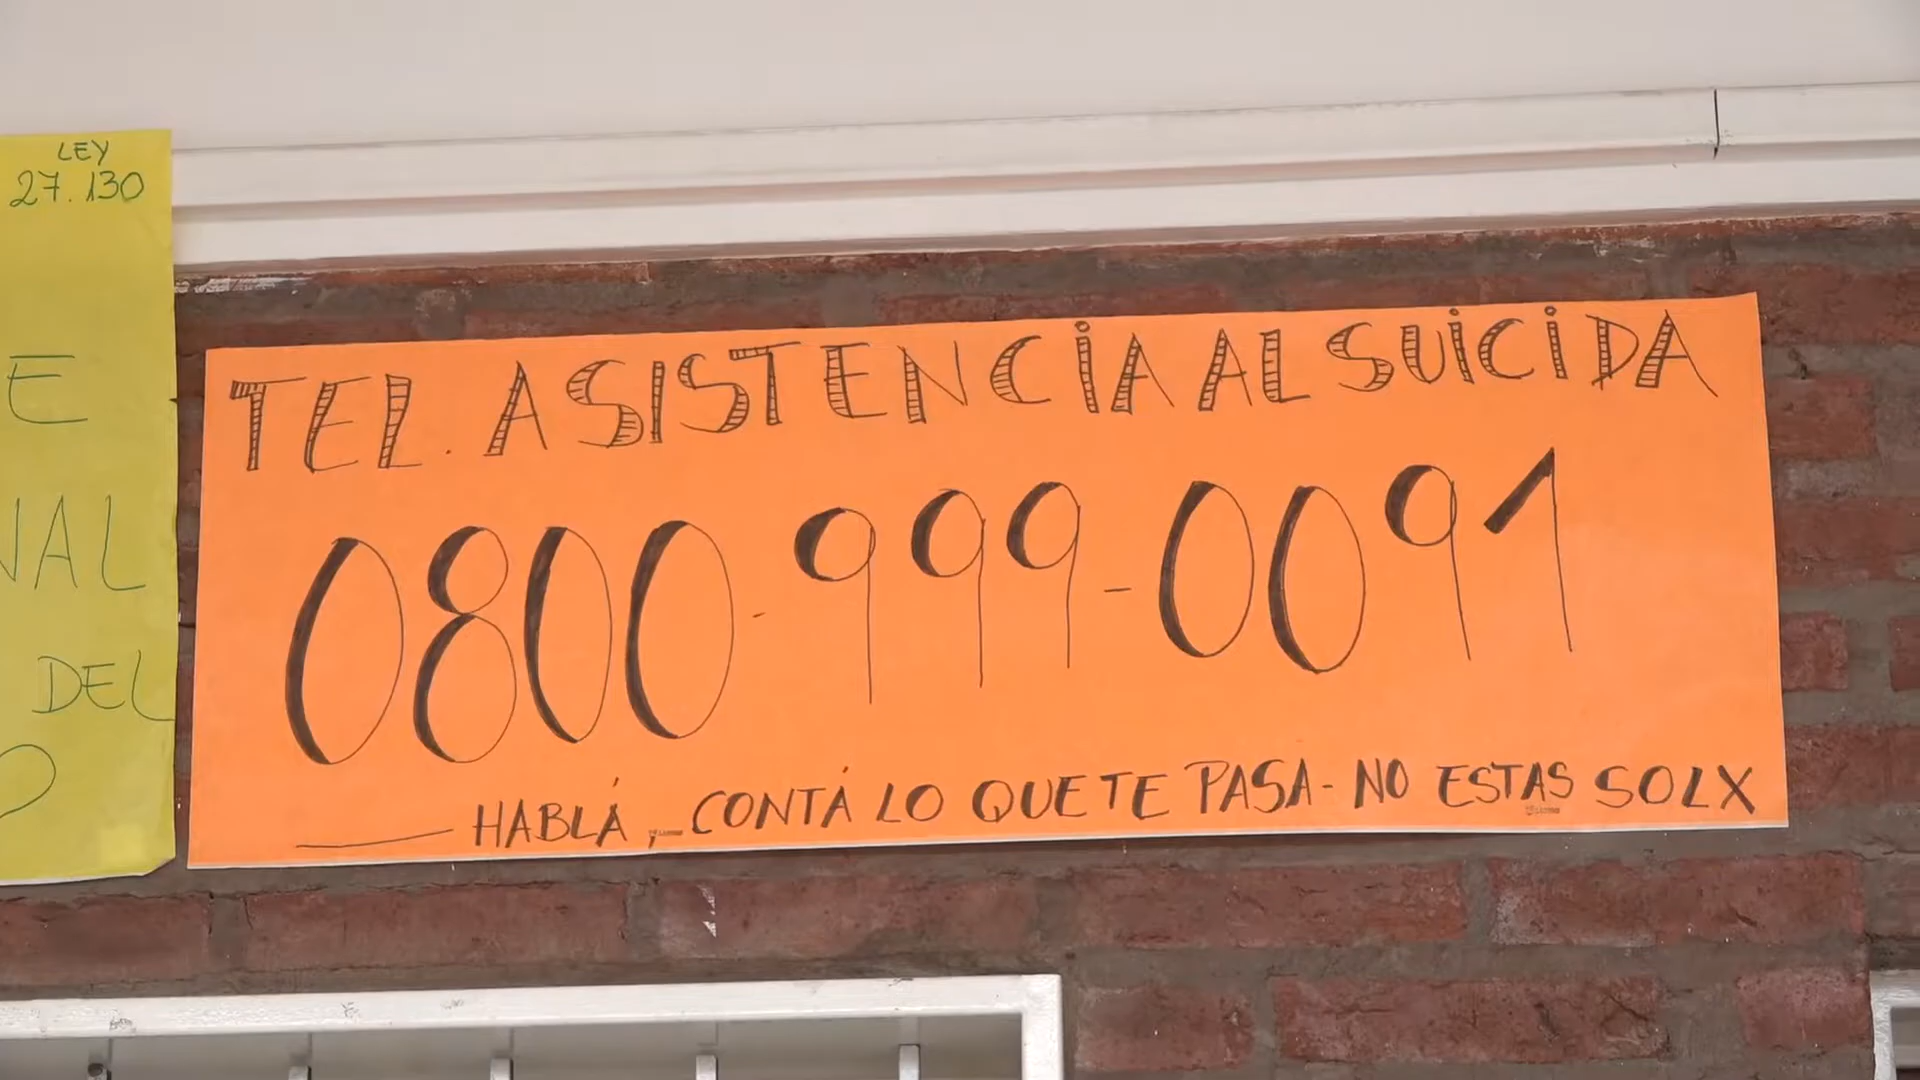 LEY
27.130
E
NAL
DEL
O
TEL. ASISTENCIA AL SUICIDA
0800-999-0091
HABLÁ, CONTÁ LO QUE TE PASA - NO ESTAS SOLX